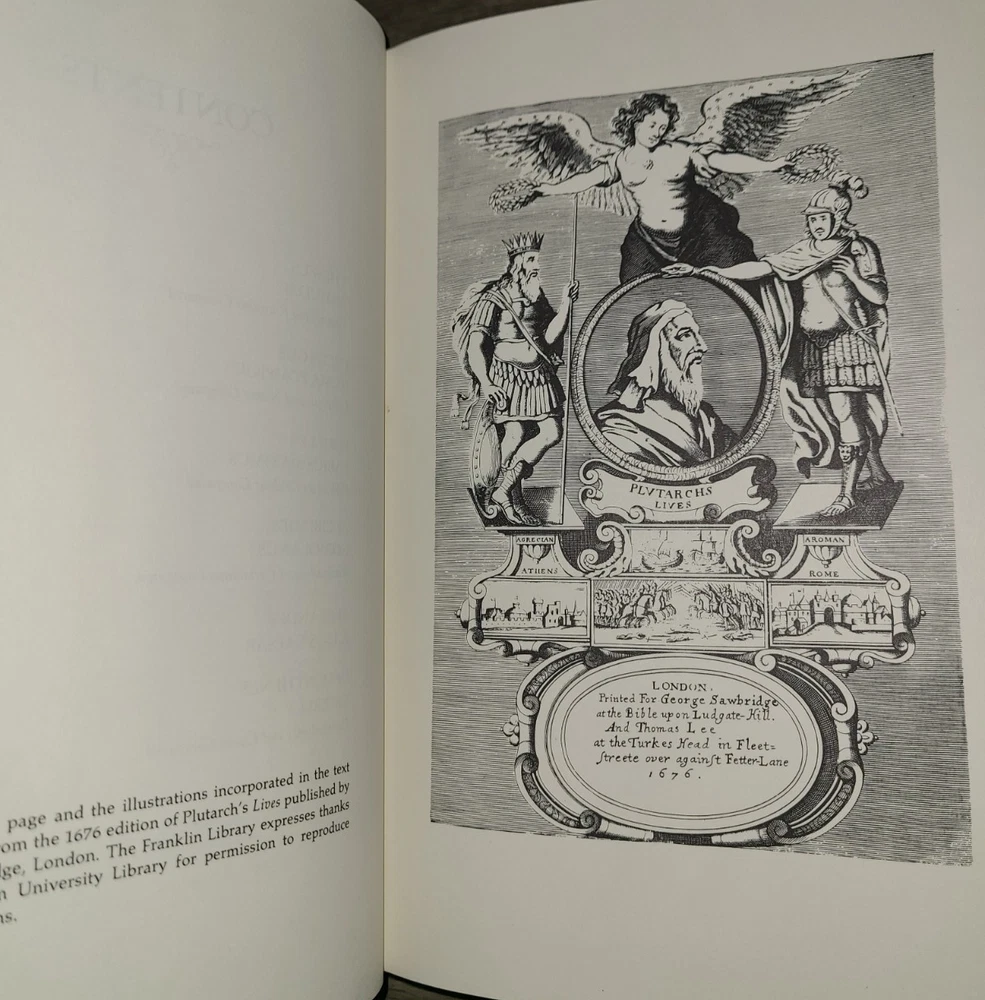 page and the illustrations incorporated in the text
om the 1676 edition of Plutarch's Lives published by
dge, London. The Franklin Library expresses thanks
n University Library for permission to reproduce
ns.
PLVTARCHS
LIVES
AGRECIAN
ATHENS
AROMAN
ROME
LONDON.
Printed For George Sawbridge
at the Bible upon Ludgate-Hill.
And Thomas Lee
at the Turkes Head in Fleet=
ſtreete over againſt Fetter-Lane
1676.